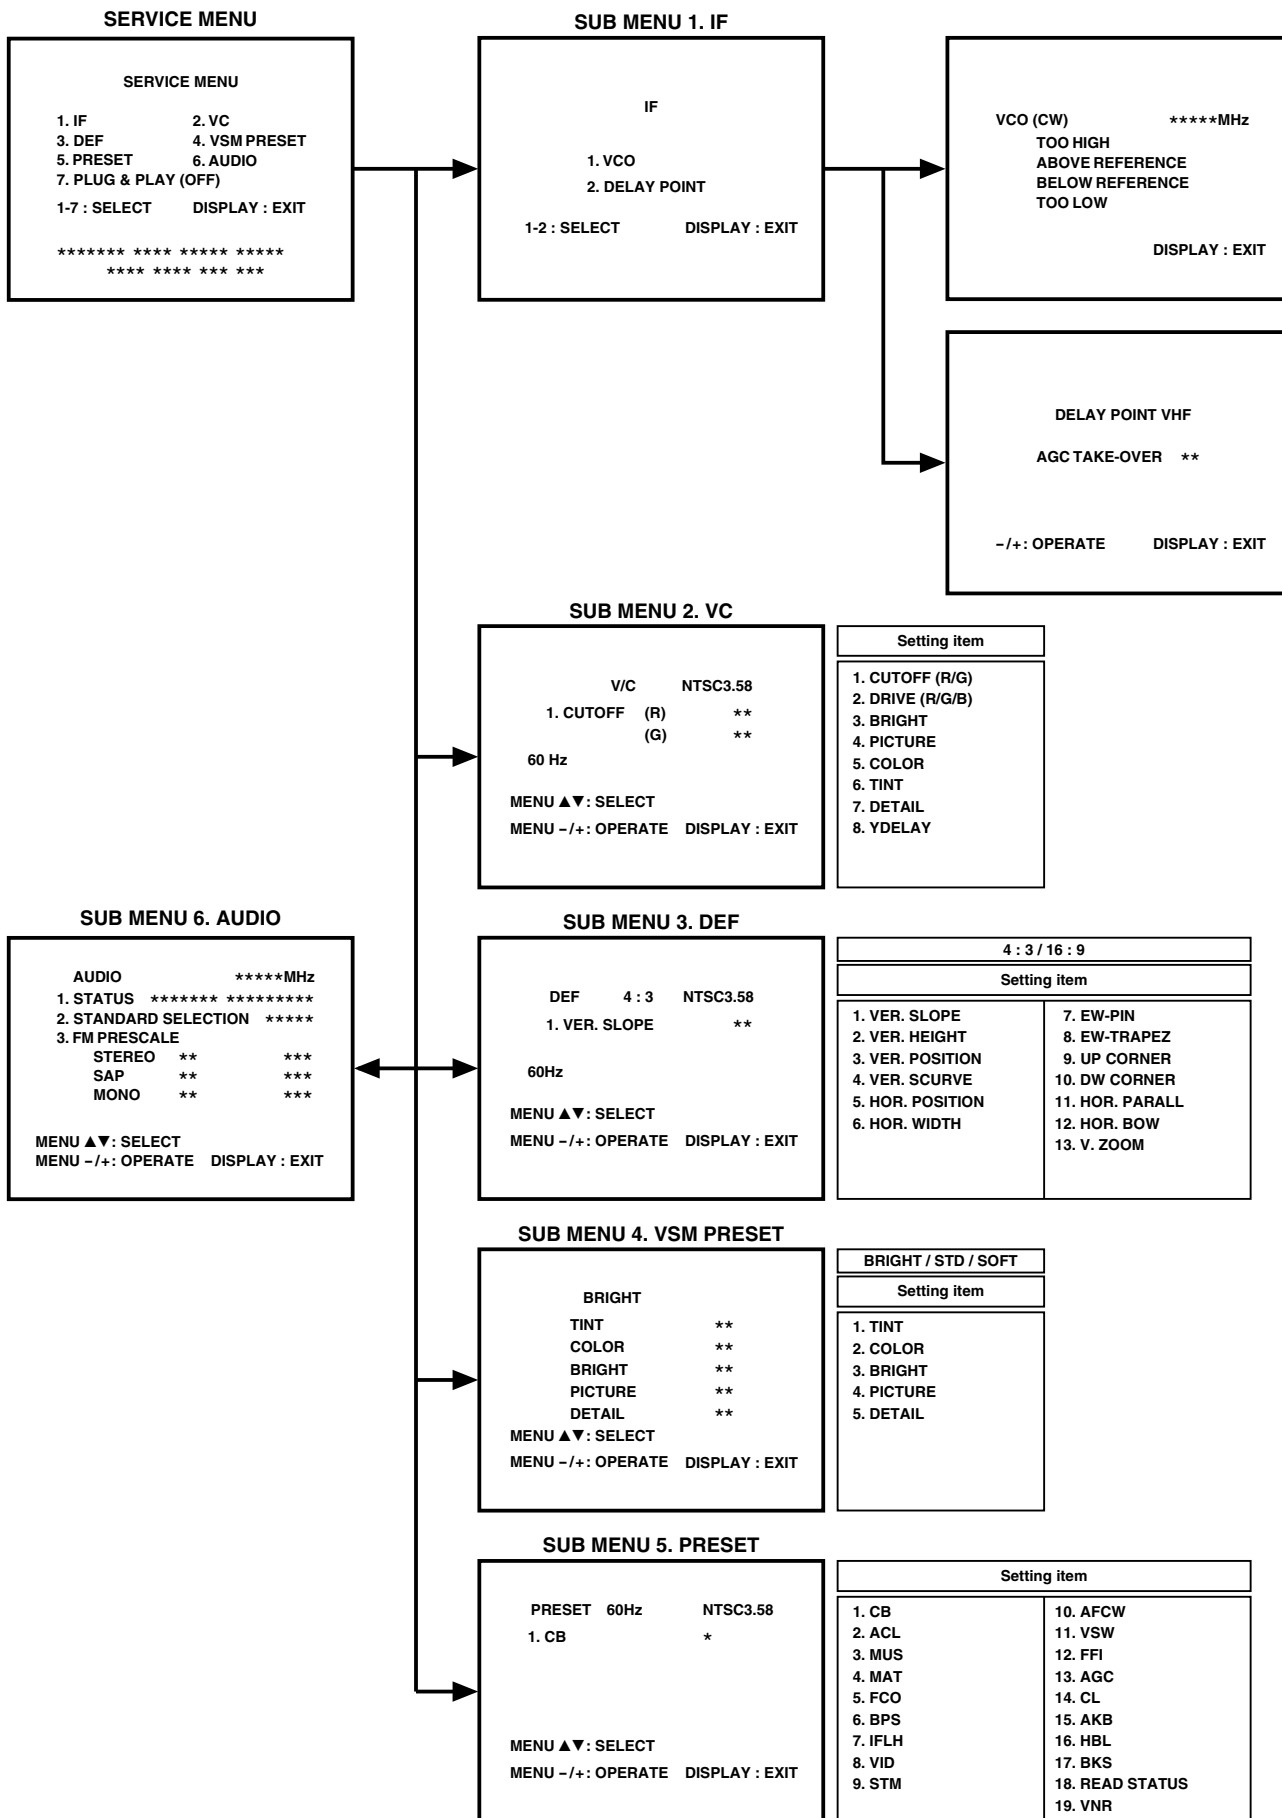 SERVICE MENU
SERVICE MENU
1. IF 2. VC
3. DEF 4. VSM PRESET
5. PRESET 6. AUDIO
7. PLUG & PLAY (OFF)
1-7 : SELECT DISPLAY : EXIT
******* **** ***** *****
**** **** *** ***
SUB MENU 1. IF
IF
1. VCO
2. DELAY POINT
1-2 : SELECT DISPLAY : EXIT
VCO (CW) *****MHz
TOO HIGH
ABOVE REFERENCE
BELOW REFERENCE
TOO LOW
DISPLAY : EXIT
DELAY POINT VHF
AGC TAKE-OVER **
–/+: OPERATE DISPLAY : EXIT
SUB MENU 2. VC
V/C NTSC3.58
1. CUTOFF (R) **
(G) **
60 Hz
MENU ▲▼: SELECT
MENU –/+: OPERATE DISPLAY : EXIT
Setting item
1. CUTOFF (R/G)
2. DRIVE (R/G/B)
3. BRIGHT
4. PICTURE
5. COLOR
6. TINT
7. DETAIL
8. YDELAY
SUB MENU 6. AUDIO
AUDIO *****MHz
1. STATUS ******* *********
2. STANDARD SELECTION *****
3. FM PRESCALE
STEREO ** ***
SAP ** ***
MONO ** ***
MENU ▲▼: SELECT
MENU –/+: OPERATE DISPLAY : EXIT
SUB MENU 3. DEF
DEF 4 : 3 NTSC3.58
1. VER. SLOPE **
60Hz
MENU ▲▼: SELECT
MENU –/+: OPERATE DISPLAY : EXIT
4 : 3 / 16 : 9
Setting item
1. VER. SLOPE
2. VER. HEIGHT
3. VER. POSITION
4. VER. SCURVE
5. HOR. POSITION
6. HOR. WIDTH
7. EW-PIN
8. EW-TRAPEZ
9. UP CORNER
10. DW CORNER
11. HOR. PARALL
12. HOR. BOW
13. V. ZOOM
SUB MENU 4. VSM PRESET
BRIGHT
TINT **
COLOR **
BRIGHT **
PICTURE **
DETAIL **
MENU ▲▼: SELECT
MENU –/+: OPERATE DISPLAY : EXIT
BRIGHT / STD / SOFT
Setting item
1. TINT
2. COLOR
3. BRIGHT
4. PICTURE
5. DETAIL
SUB MENU 5. PRESET
PRESET 60Hz NTSC3.58
1. CB *
MENU ▲▼: SELECT
MENU –/+: OPERATE DISPLAY : EXIT
Setting item
1. CB
2. ACL
3. MUS
4. MAT
5. FCO
6. BPS
7. IFLH
8. VID
9. STM
10. AFCW
11. VSW
12. FFI
13. AGC
14. CL
15. AKB
16. HBL
17. BKS
18. READ STATUS
19. VNR